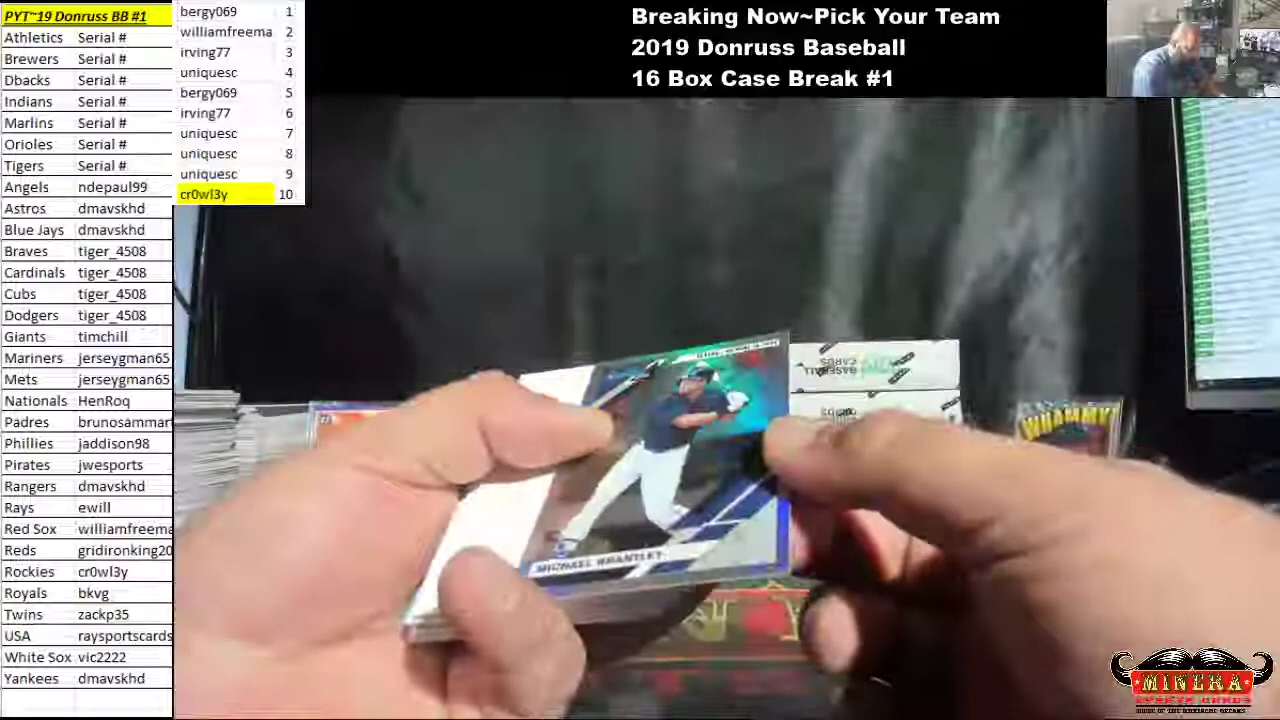 PYT~19 Donruss BB #1
Athletics Serial #
Brewers Serial #
Dbacks Serial #
Indians Serial #
Marlins Serial #
Orioles Serial #
Tigers Serial #
Angels ndepaul99
Astros dmavskhd
Blue Jays dmavskhd
Braves tiger_4508
Cardinals tiger_4508
Cubs tiger_4508
Dodgers tiger_4508
Giants timchill
Mariners jerseygman65
Mets jerseygman65
Nationals HenRoq
Padres brunosammar
Phillies jaddison98
Pirates jwesports
Rangers dmavskhd
Rays ewill
Red Sox williamfreema
Reds gridironking20
Rockies cr0wl3y
Royals bkvg
Twins zackp35
USA raysportscards
White Sox vic2222
Yankees dmavskhd
bergy069 1
williamfreema 2
irving77 3
uniquesc 4
bergy069 5
irving77 6
uniquesc 7
uniquesc 8
uniquesc 9
cr0wl3y 10
Breaking Now~Pick Your Team
2019 Donruss Baseball
16 Box Case Break #1
BASEBALL
CARDS
WHAMMY
MICHAEL BRANTLEY
MINERA